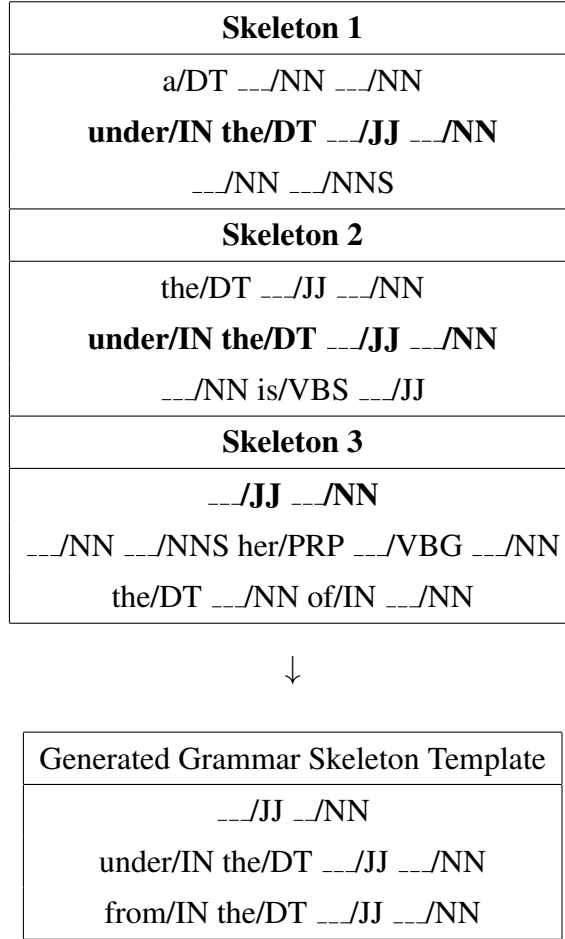 Skeleton 1
a/DT ___/NN ___/NN
under/IN the/DT ___/JJ ___/NN
___/NN ___/NNS
Skeleton 2
the/DT ___/JJ ___/NN
under/IN the/DT ___/JJ ___/NN
___/NN is/VBS ___/JJ
Skeleton 3
___/JJ ___/NN
___/NN ___/NNS her/PRP ___/VBG ___/NN
the/DT ___/NN of/IN ___/NN
↓
Generated Grammar Skeleton Template
___/JJ __/NN
under/IN the/DT ___/JJ ___/NN
from/IN the/DT ___/JJ ___/NN